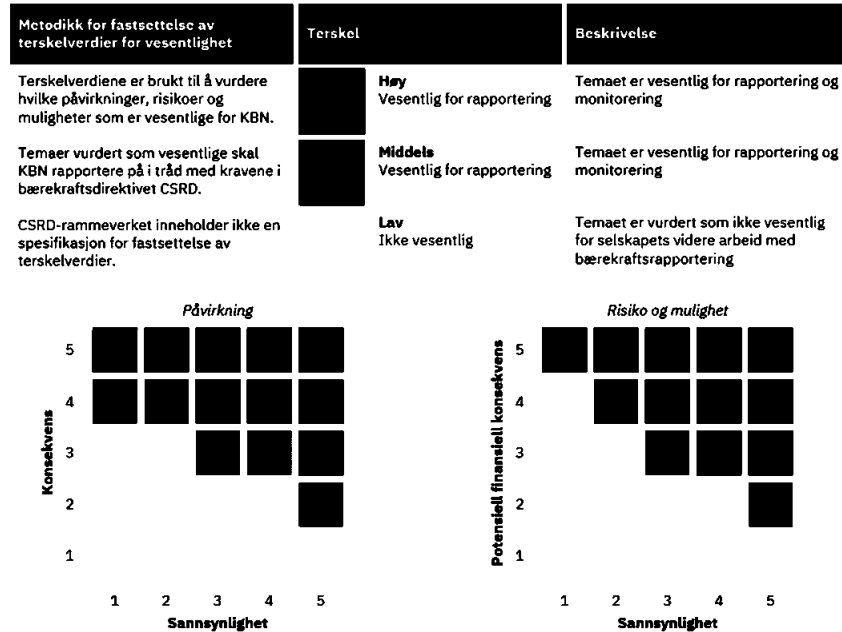 Metodikk for fastsettelse av
terskelverdier for vesentlighet
Terskel
Beskrivelse
Terskelverdiene er brukt til å vurdere
hvilke påvirkninger, risikoer og
muligheter som er vesentlige for KBN.
Høy
Vesentlig for rapportering
Temaet er vesentlig for rapportering og
monitorering
Temaer vurdert som vesentlige skal
KBN rapportere på i tråd med kravene i
bærekraftsdirektivet CSRD.
Middels
Vesentlig for rapportering
Temaet er vesentlig for rapportering og
monitorering
CSRD-rammeverket inneholder ikke en
spesifikasjon for fastsettelse av
terskelverdier.
Lav
Ikke vesentlig
Temaet er vurdert som ikke vesentlig
for selskapets videre arbeid med
bærekraftsrapportering
Påvirkning
Konsekvens
5
4
3
2
1
1 2 3 4 5
Sannsynlighet
Risiko og mulighet
Potensiell finansiell konsekvens
5
4
3
2
1
1 2 3 4 5
Sannsynlighet